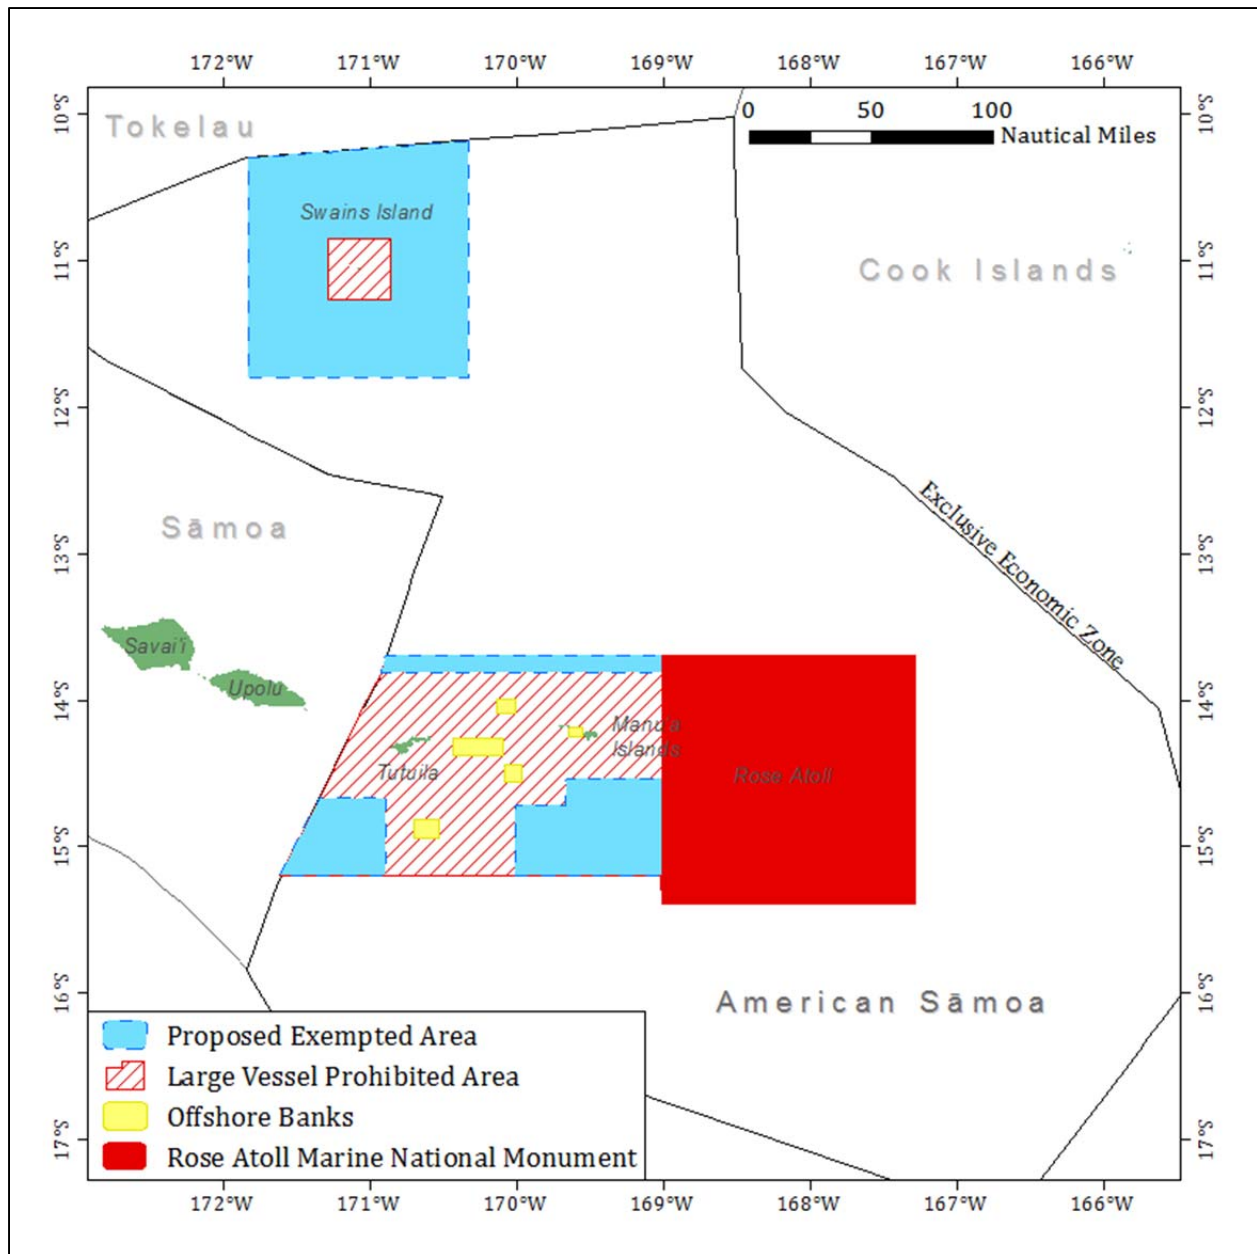 172°W 171°W 170°W 169°W 168°W 167°W 166°W
10°S
10°S
0 50 100
Nautical Miles
Tokelau
Swains Island
11°S
11°S
Cook Islands
12°S
12°S
Exclusive Economic Zone
Sāmoa
13°S
13°S
Savai'i
Upolu
14°S
14°S
Manu'a
Islands
Tutuila
Rose Atoll
15°S
15°S
16°S
16°S
American Sāmoa
Proposed Exempted Area
Large Vessel Prohibited Area
Offshore Banks
Rose Atoll Marine National Monument
17°S
17°S
172°W 171°W 170°W 169°W 168°W 167°W 166°W